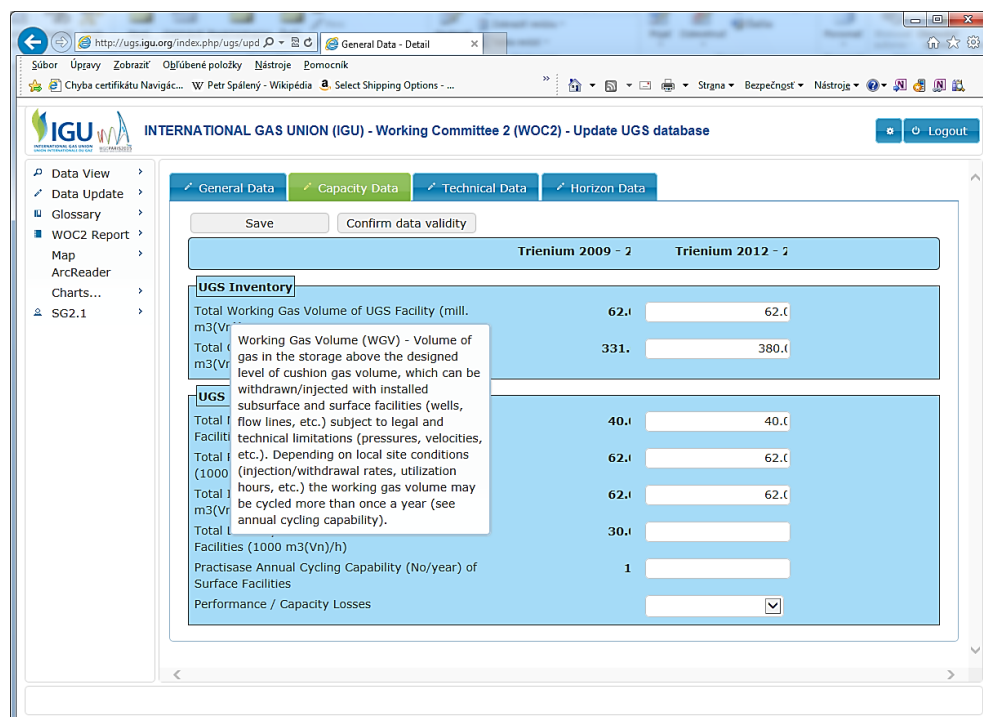 http://ugs.igu.org/index.php/ugs/upd
General Data - Detail
Súbor Úpravy Zobraziť Obľúbené položky Nástroje Pomocník
Chyba certifikátu Navigác... W Petr Spálený - Wikipédia Select Shipping Options - ... » Strana Bezpečnosť Nástroje
IGU
INTERNATIONAL GAS UNION (IGU) - Working Committee 2 (WOC2) - Update UGS database
Logout
Data View
Data Update
Glossary
WOC2 Report
Map
ArcReader
Charts...
SG2.1
General Data Capacity Data Technical Data Horizon Data
Save Confirm data validity
Trienium 2009 - 2 Trienium 2012 - 2
UGS Inventory
Total Working Gas Volume of UGS Facility (mill. 62. 62.0
m3(Vn
Total 331. 380.0
m3(Vn
Working Gas Volume (WGV) - Volume of
gas in the storage above the designed
level of cushion gas volume, which can be
withdrawn/injected with installed
subsurface and surface facilities (wells,
flow lines, etc.) subject to legal and
technical limitations (pressures, velocities,
etc.). Depending on local site conditions
(injection/withdrawal rates, utilization
hours, etc.) the working gas volume may
be cycled more than once a year (see
annual cycling capability).
UGS
Total 40. 40.0
Faciliti
Total 62. 62.0
(1000
Total 62. 62.0
m3(Vn
Total 30.
Facilities (1000 m3(Vn)/h)
Practisase Annual Cycling Capability (No/year) of 1
Surface Facilities
Performance / Capacity Losses